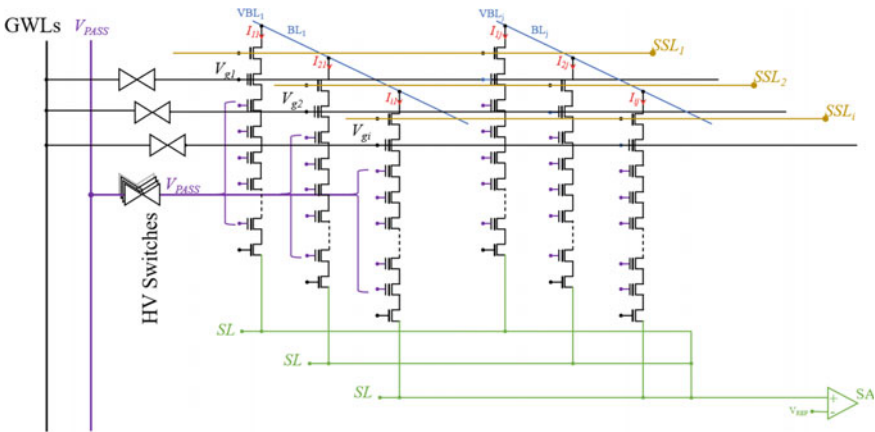 VBL1
VBLj
GWLs
VPASS
BL1
BLj
I11
I1j
SSL1
Vg1
I21
I2j
SSL2
Vg2
Ii1
Iij
SSLi
Vgi
VPASS
HV Switches
SL
SL
SL
SA
+
-
VREF